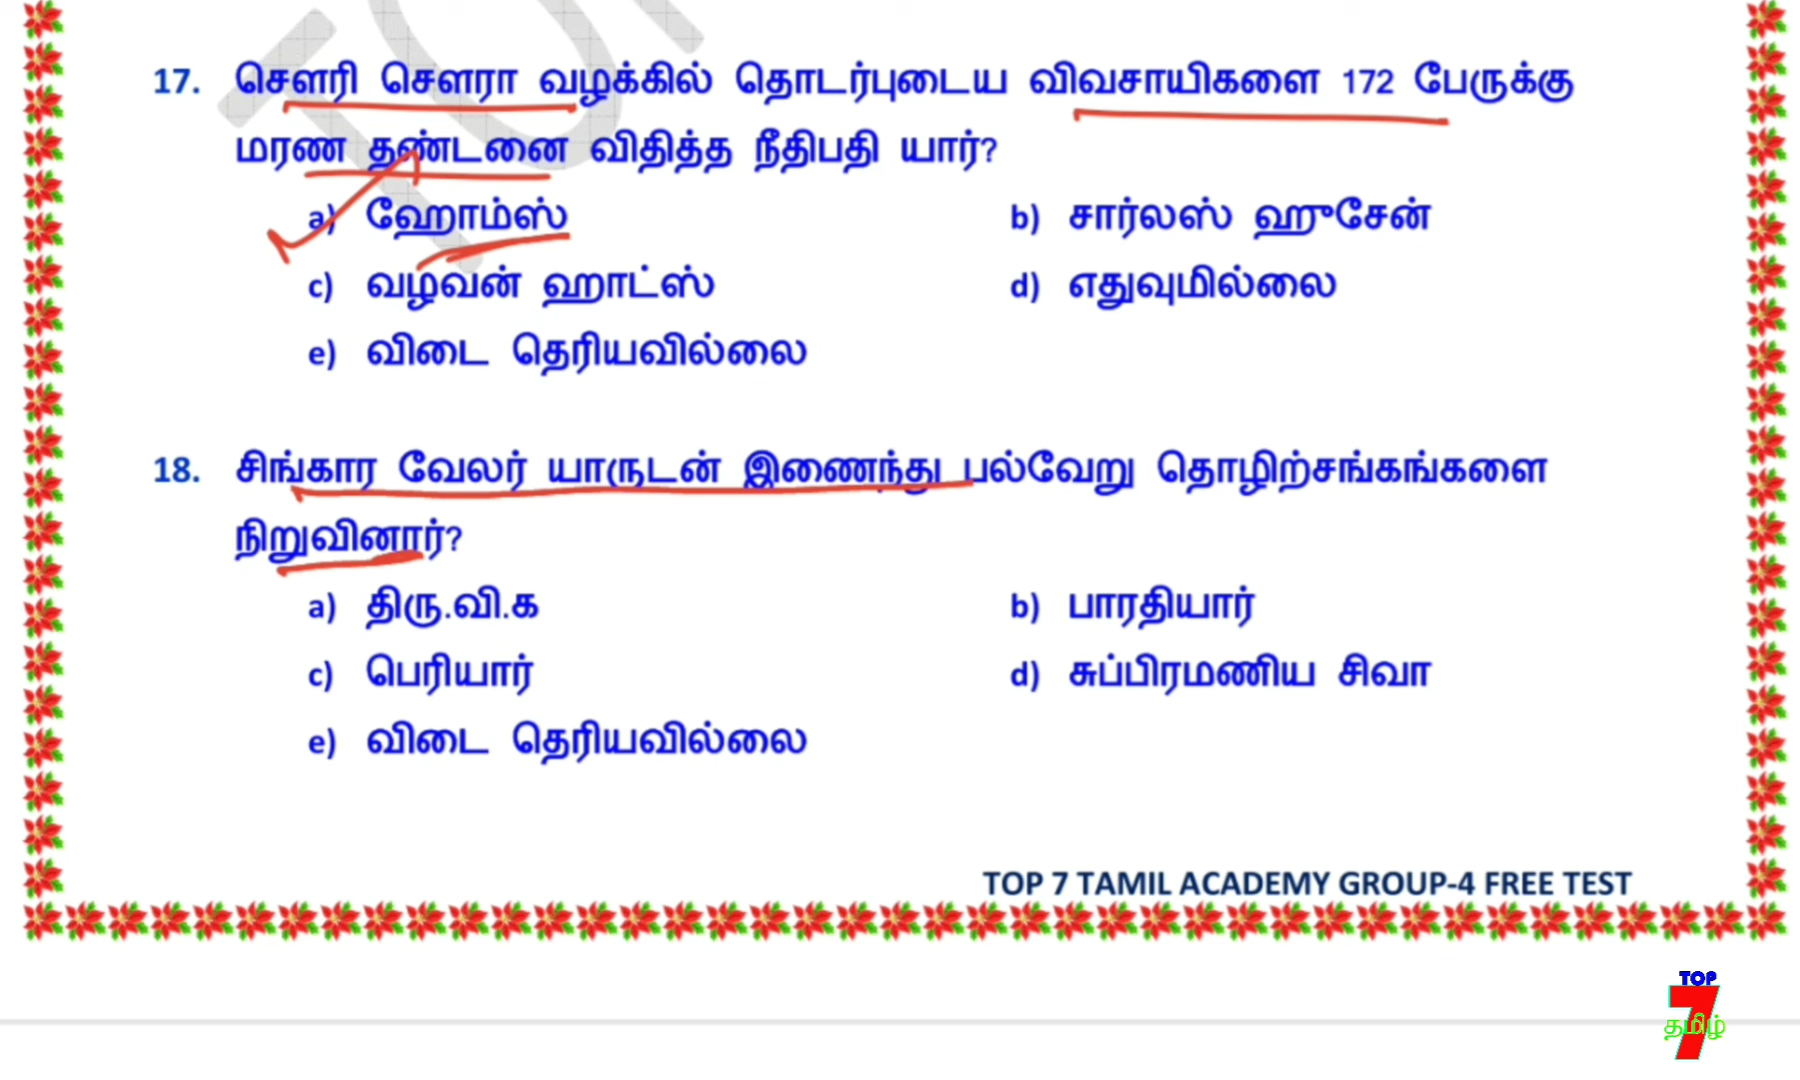 17. சௌரி சௌரா வழக்கில் தொடர்புடைய விவசாயிகளை 172 பேருக்கு
மரண தண்டனை விதித்த நீதிபதி யார்?
a) ஹோம்ஸ் b) சார்லஸ் ஹுசேன்
c) வழவன் ஹாட்ஸ் d) எதுவுமில்லை
e) விடை தெரியவில்லை
18. சிங்கார வேலர் யாருடன் இணைந்து பல்வேறு தொழிற்சங்கங்களை
நிறுவினார்?
a) திரு.வி.க b) பாரதியார்
c) பெரியார் d) சுப்பிரமணிய சிவா
e) விடை தெரியவில்லை
TOP 7 TAMIL ACADEMY GROUP-4 FREE TEST
TOP
7
தமிழ்